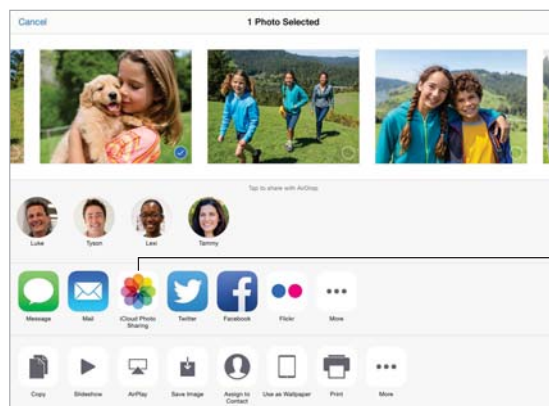 Cancel
1 Photo Selected
Tap to share with AirDrop
Luke
Tyson
Lexi
Tammy
Message
Mail
iCloud Photo
Sharing
Twitter
Facebook
Flickr
More
Copy
Slideshow
AirPlay
Save Image
Assign to
Contact
Use as Wallpaper
Print
More